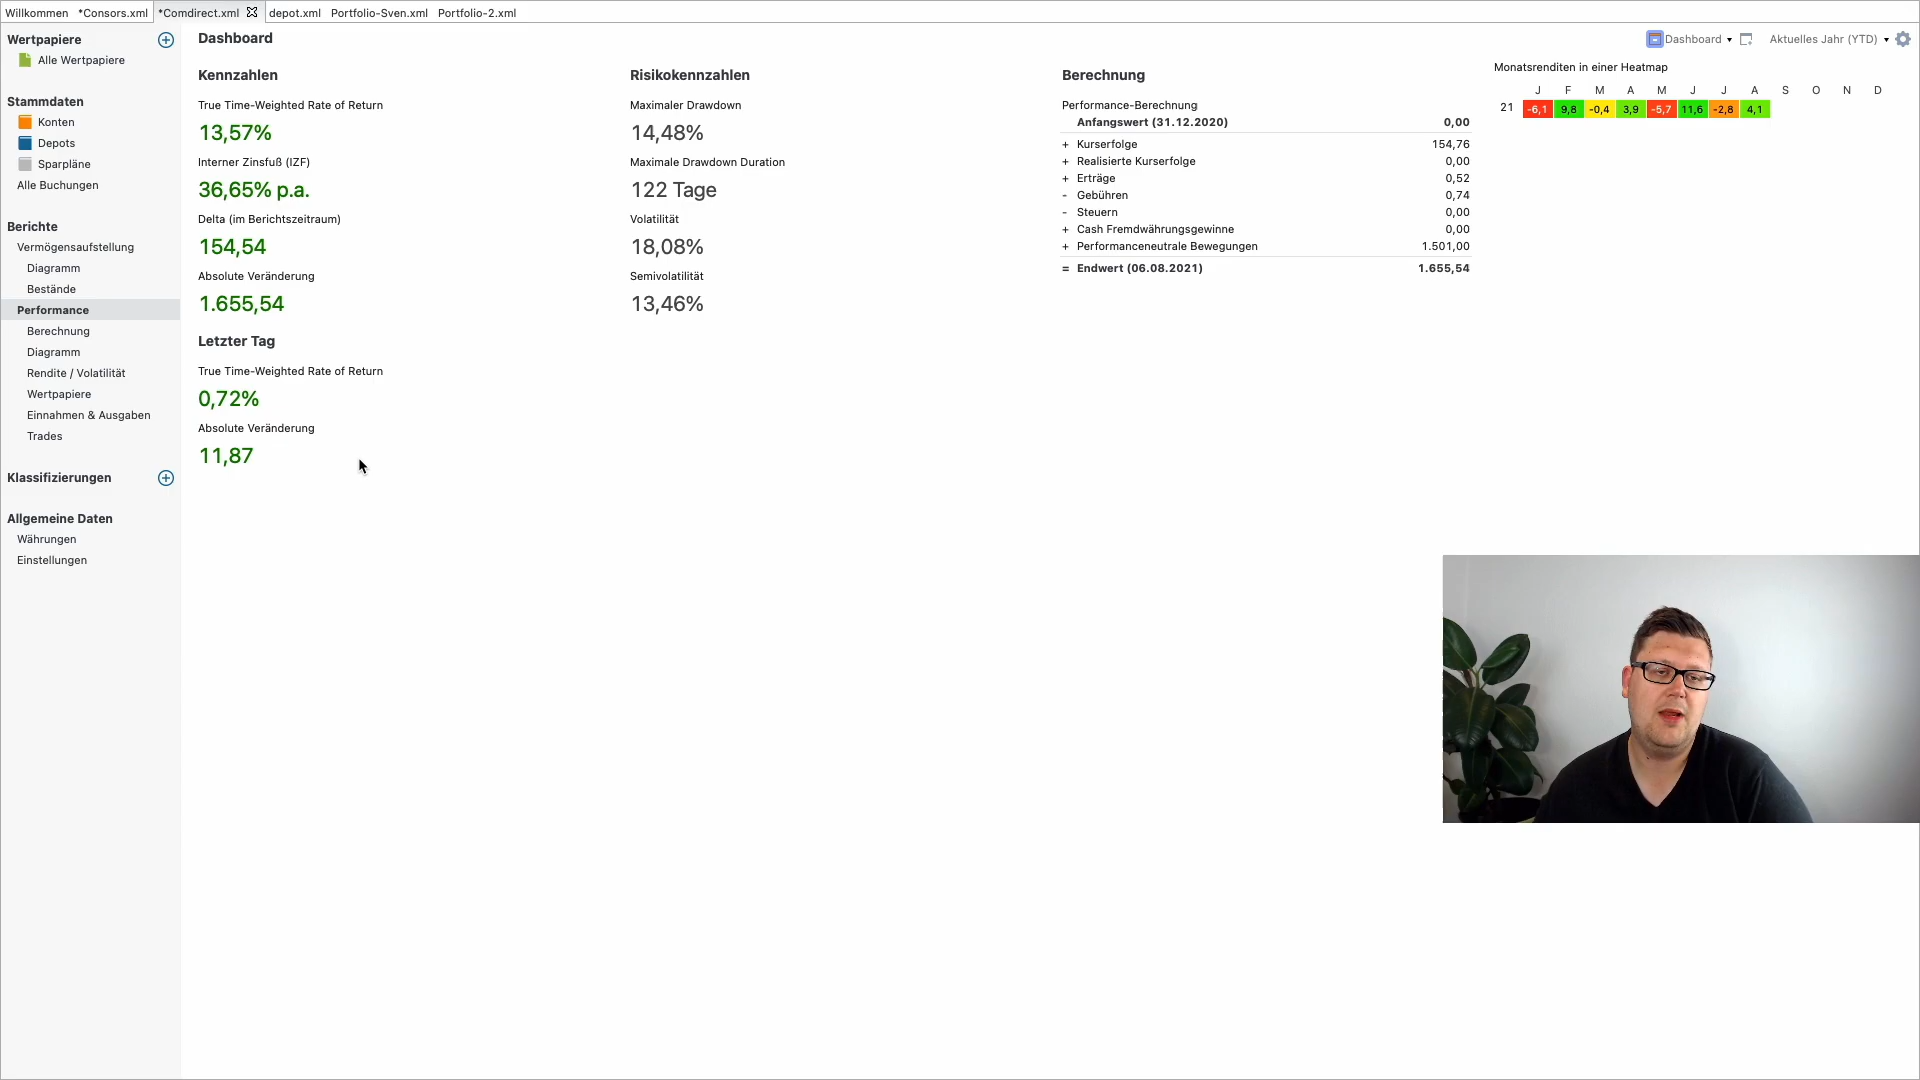 Willkommen *Consors.xml *Comdirect.xml depot.xml Portfolio-Sven.xml Portfolio-2.xml
Wertpapiere
Alle Wertpapiere
Stammdaten
Konten
Depots
Sparpläne
Alle Buchungen
Berichte
Vermögensaufstellung
Diagramm
Bestände
Performance
Berechnung
Diagramm
Rendite / Volatilität
Wertpapiere
Einnahmen & Ausgaben
Trades
Klassifizierungen
Allgemeine Daten
Währungen
Einstellungen
Dashboard
Dashboard Aktuelles Jahr (YTD)
Kennzahlen
True Time-Weighted Rate of Return
13,57%
Interner Zinsfuß (IZF)
36,65% p.a.
Delta (im Berichtszeitraum)
154,54
Absolute Veränderung
1.655,54
Letzter Tag
True Time-Weighted Rate of Return
0,72%
Absolute Veränderung
11,87
Risikokennzahlen
Maximaler Drawdown
14,48%
Maximale Drawdown Duration
122 Tage
Volatilität
18,08%
Semivolatilität
13,46%
Berechnung
Performance-Berechnung
Anfangswert (31.12.2020) 0,00
+ Kurserfolge 154,76
+ Realisierte Kurserfolge 0,00
+ Erträge 0,52
- Gebühren 0,74
- Steuern 0,00
+ Cash Fremdwährungsgewinne 0,00
+ Performanceneutrale Bewegungen 1.501,00
= Endwert (06.08.2021) 1.655,54
Monatsrenditen in einer Heatmap
J F M A M J J A S O N D
21 -6,1 9,8 -0,4 3,9 -5,7 11,6 -2,8 4,1